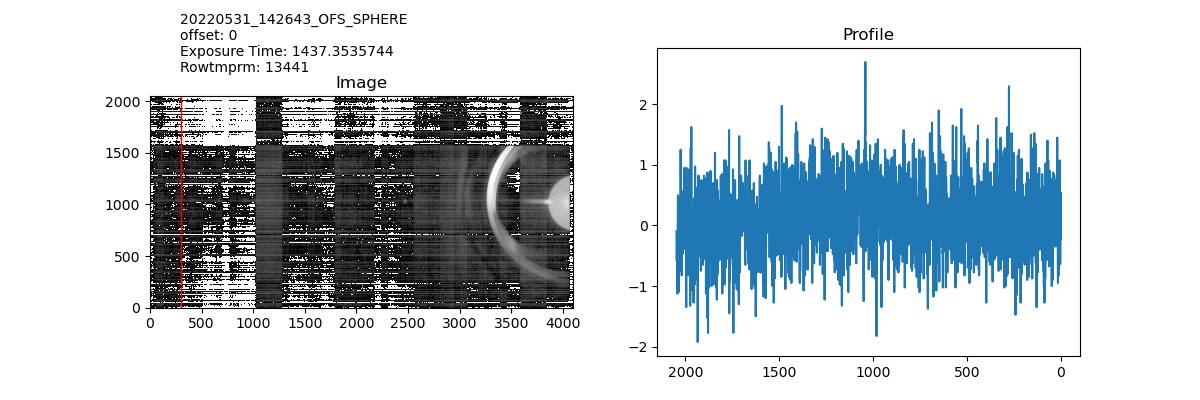 20220531_142643_OFS_SPHERE
offset: 0
Exposure Time: 1437.3535744
Rowtmprm: 13441
Image
Profile
2000
1500
1000
500
0
0 500 1000 1500 2000 2500 3000 3500 4000
2
1
0
−1
−2
2000 1500 1000 500 0